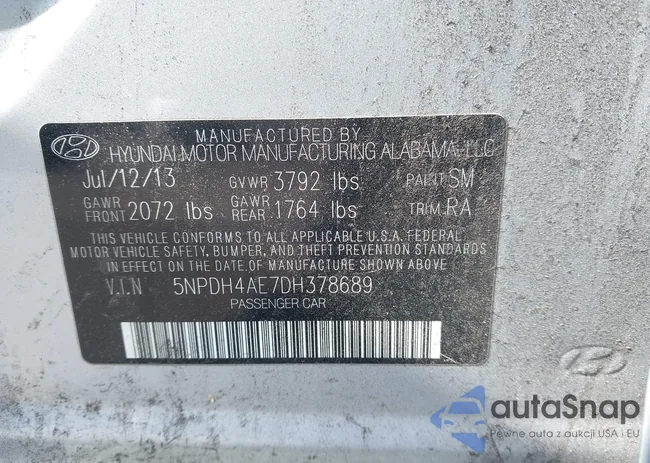 MANUFACTURED BY
HYUNDAI MOTOR MANUFACTURING ALABAMA, LLC
Jul/12/13 GVWR 3792 lbs PAINT SM
GAWR FRONT 2072 lbs GAWR REAR 1764 lbs TRIM RA
THIS VEHICLE CONFORMS TO ALL APPLICABLE U.S.A. FEDERAL
MOTOR VEHICLE SAFETY, BUMPER, AND THEFT PREVENTION STANDARDS
IN EFFECT ON THE DATE OF MANUFACTURE SHOWN ABOVE
V.I.N 5NPDH4AE7DH378689
PASSENGER CAR
autoSnap
Pewne auta z aukcji USA i EU